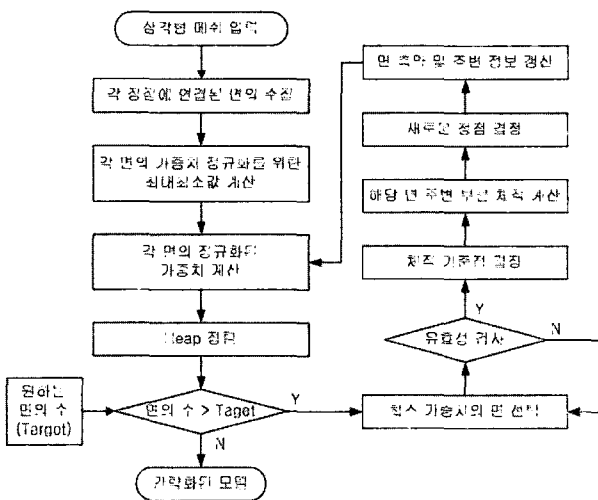 삼각형 메쉬 입력
각 정점에 연결된 면의 수집
각 면의 가중치 정규화를 위한
최대최소값 계산
각 면의 정규화된
가중치 계산
Heap 정렬
원하는
면의 수
(Target)
면의 수 > Taget
Y
N
간략화된 모델
면 축약 및 주변 정보 갱신
새로운 정점 결정
해당 면 주변 부분 체적 계산
체적 기준점 결정
Y
유효성 검사
N
최소 가중치의 면 선택